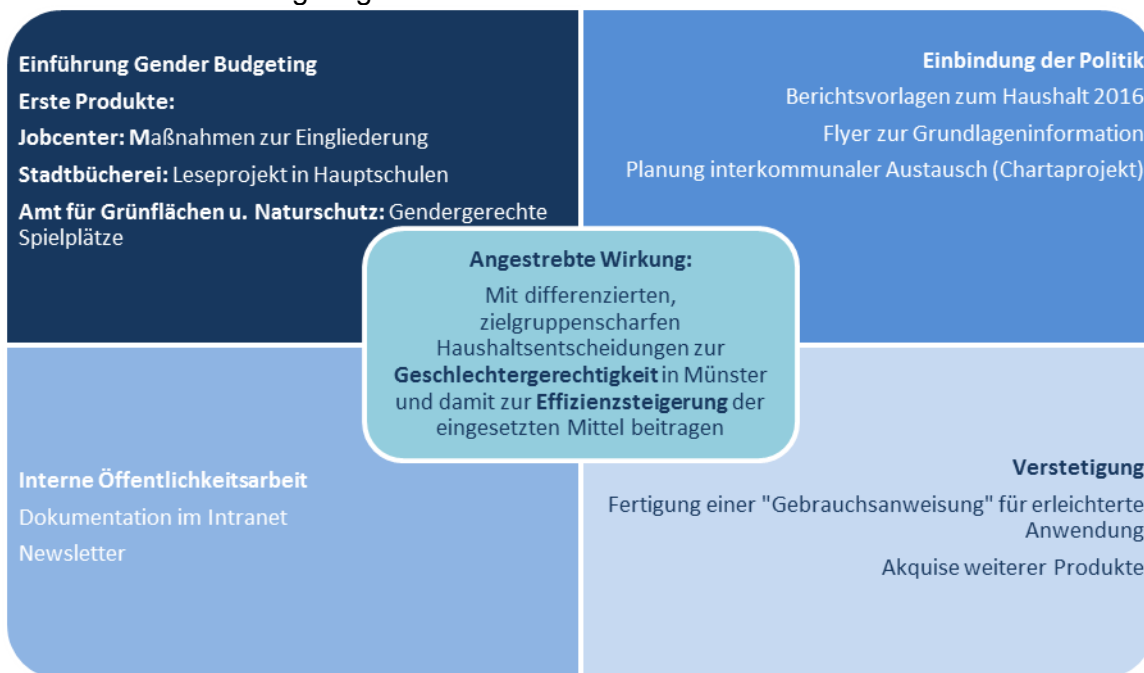 Einführung Gender Budgeting
Erste Produkte:
Jobcenter: Maßnahmen zur Eingliederung
Stadtbücherei: Leseprojekt in Hauptschulen
Amt für Grünflächen u. Naturschutz: Gendergerechte
Spielplätze
Einbindung der Politik
Berichtsvorlagen zum Haushalt 2016
Flyer zur Grundlageninformation
Planung interkommunaler Austausch (Chartaprojekt)
Angestrebte Wirkung:
Mit differenzierten,
zielgruppenscharfen
Haushaltsentscheidungen zur
Geschlechtergerechtigkeit in Münster
und damit zur Effizienzsteigerung der
eingesetzten Mittel beitragen
Interne Öffentlichkeitsarbeit
Dokumentation im Intranet
Newsletter
Verstetigung
Fertigung einer "Gebrauchsanweisung" für erleichterte
Anwendung
Akquise weiterer Produkte